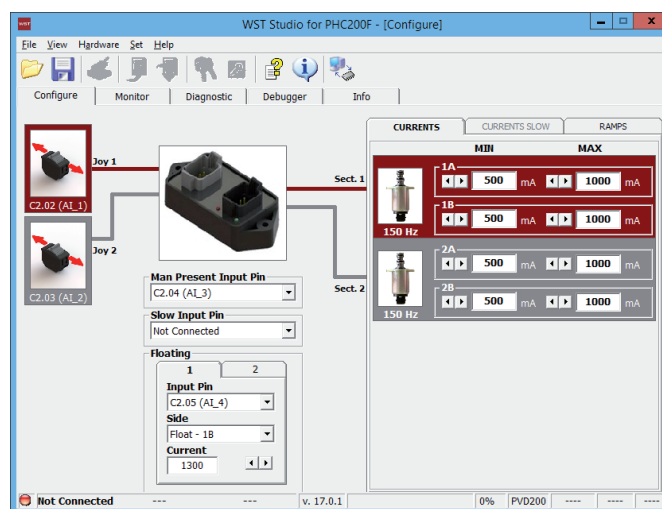 WST
WST Studio for PHC200F - [Configure]
File View Hardware Set Help
Configure Monitor Diagnostic Debugger Info
CURRENTS CURRENTS SLOW RAMPS
MIN MAX
Joy 1
C2.02 (AI_1)
Joy 2
C2.03 (AI_2)
Sect. 1
Sect. 2
1A
500 mA 1000 mA
1B
500 mA 1000 mA
150 Hz
2A
500 mA 1000 mA
2B
500 mA 1000 mA
150 Hz
Man Present Input Pin
C2.04 (AI_3)
Slow Input Pin
Not Connected
Floating
1 2
Input Pin
C2.05 (AI_4)
Side
Float - 1B
Current
1300
Not Connected --- --- v. 17.0.1 0% PVD200 ---- ---- ----